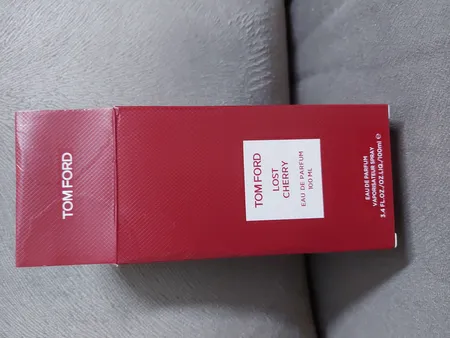 TOM FORD
TOM FORD
LOST
CHERRY
EAU DE PARFUM
100 ML
EAU DE PARFUM
VAPORISATEUR SPRAY
3.4 FL.OZ./OZ.LIQ./100ml ℮